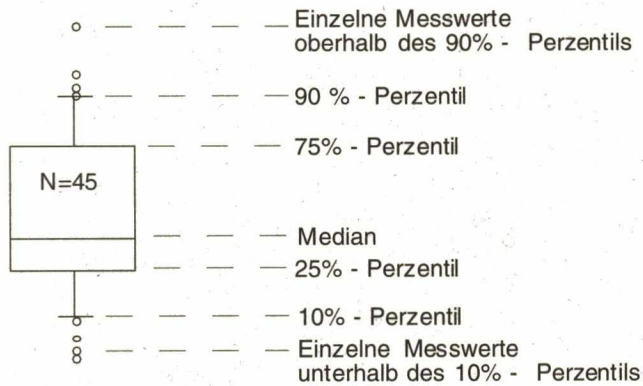 Einzelne Messwerte
oberhalb des 90% - Perzentils
90 % - Perzentil
75% - Perzentil
N=45
Median
25% - Perzentil
10% - Perzentil
Einzelne Messwerte
unterhalb des 10% - Perzentils